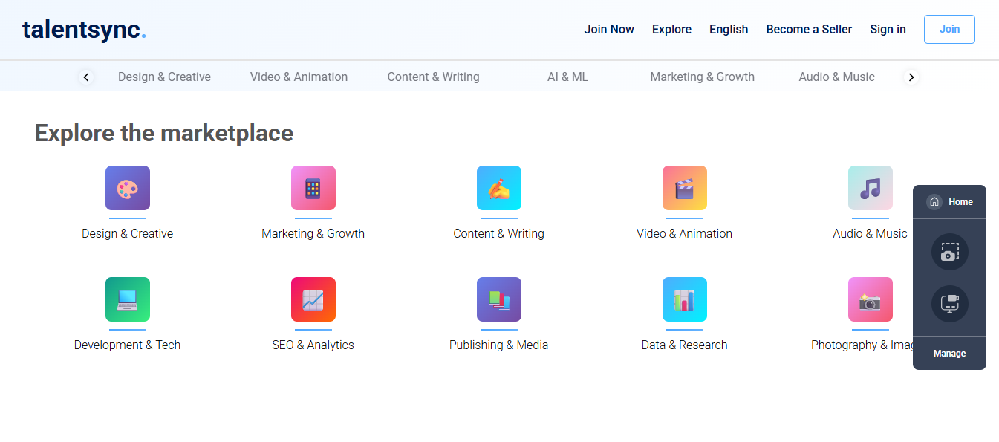 talentsync.
Join Now
Explore
English
Become a Seller
Sign in
Join
Design & Creative
Video & Animation
Content & Writing
AI & ML
Marketing & Growth
Audio & Music
Explore the marketplace
Design & Creative
Marketing & Growth
Content & Writing
Video & Animation
Audio & Music
Development & Tech
SEO & Analytics
Publishing & Media
Data & Research
Photography &
Home
Manage